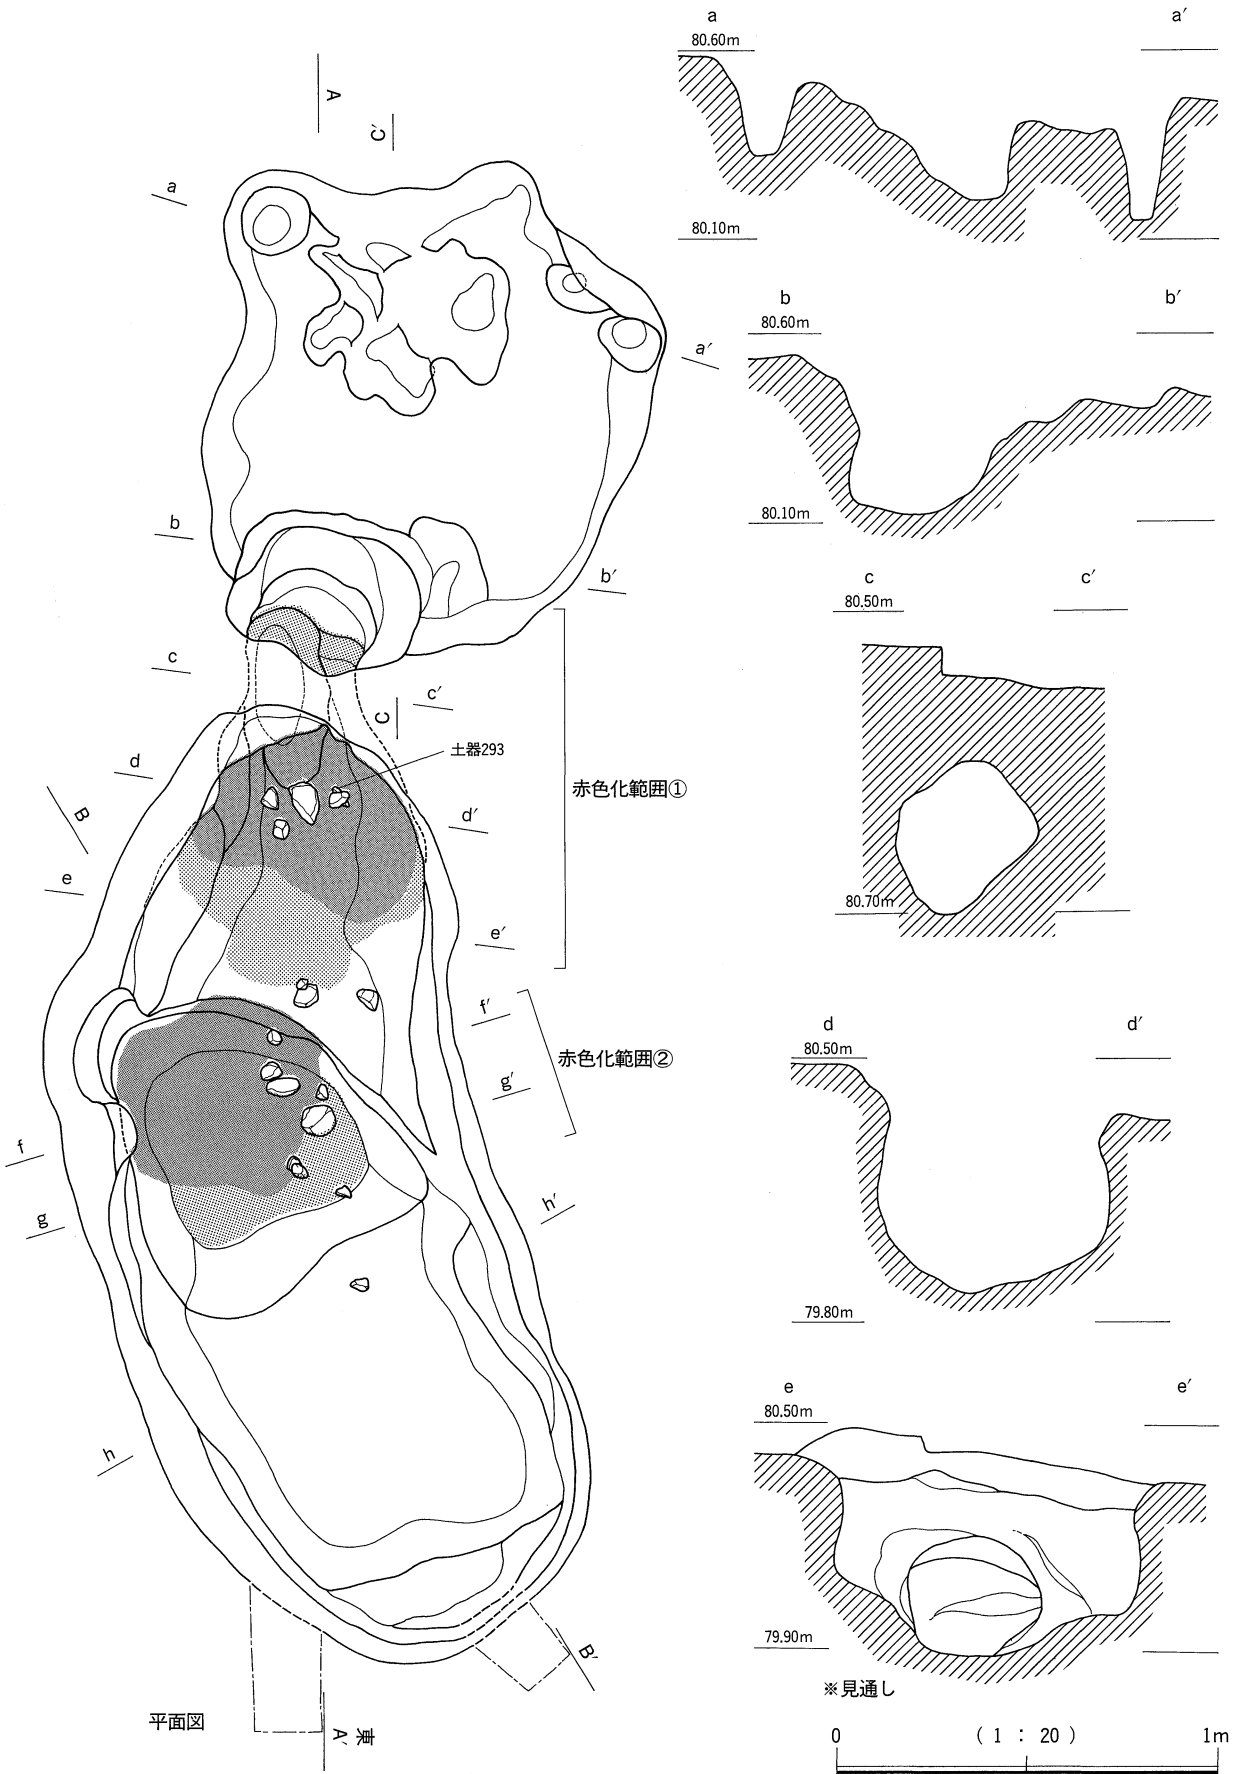 A
C′
a
a′
b
b′
c
c′
C
d
土器293
B
d′
赤色化範囲①
e
e′
f′
赤色化範囲②
g′
f
g
h′
h
B′
平面図
A′ 東
a a′
80.60m
80.10m
b b′
80.60m
80.10m
c c′
80.50m
80.70m
d d′
80.50m
79.80m
e e′
80.50m
79.90m
※見通し
0 (1 : 20) 1m